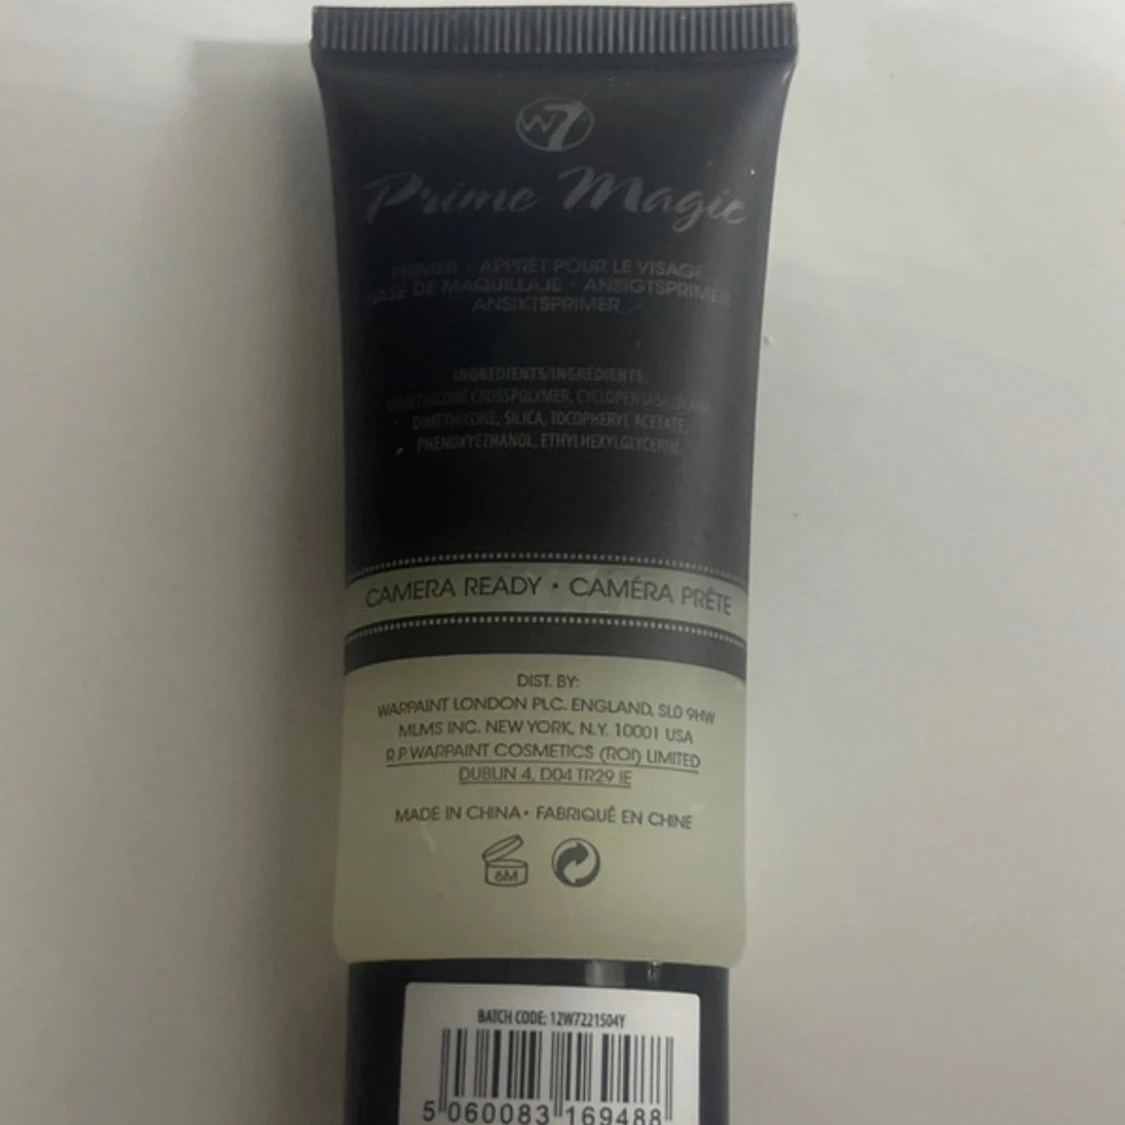 W7
Prime Magic
PRIMER • APPRÊT POUR LE VISAGE
BASE DE MAQUILLAJE • ANSIGTSPRIMER
ANSIKTSPRIMER
INGREDIENTS/INGRÉDIENTS:
DIMETHICONE CROSSPOLYMER, CYCLOPENTASILOXANE,
DIMETHICONE, SILICA, TOCOPHERYL ACETATE,
PHENOXYETHANOL, ETHYLHEXYLGLYCERIN.
CAMERA READY • CAMÉRA PRÊTE
DIST. BY:
WARPAINT LONDON PLC. ENGLAND, SL0 9HW
MLMS INC. NEW YORK, N.Y. 10001 USA
R.P. WARPAINT COSMETICS (ROI) LIMITED
DUBLIN 4, D04 TR29 IE
MADE IN CHINA • FABRIQUÉ EN CHINE
6M
BATCH CODE: 12W7221504Y
5 060083 169488